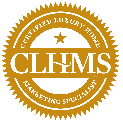 CERTIFIED LUXURY HOME
CLHMS
MARKETING SPECIALIST